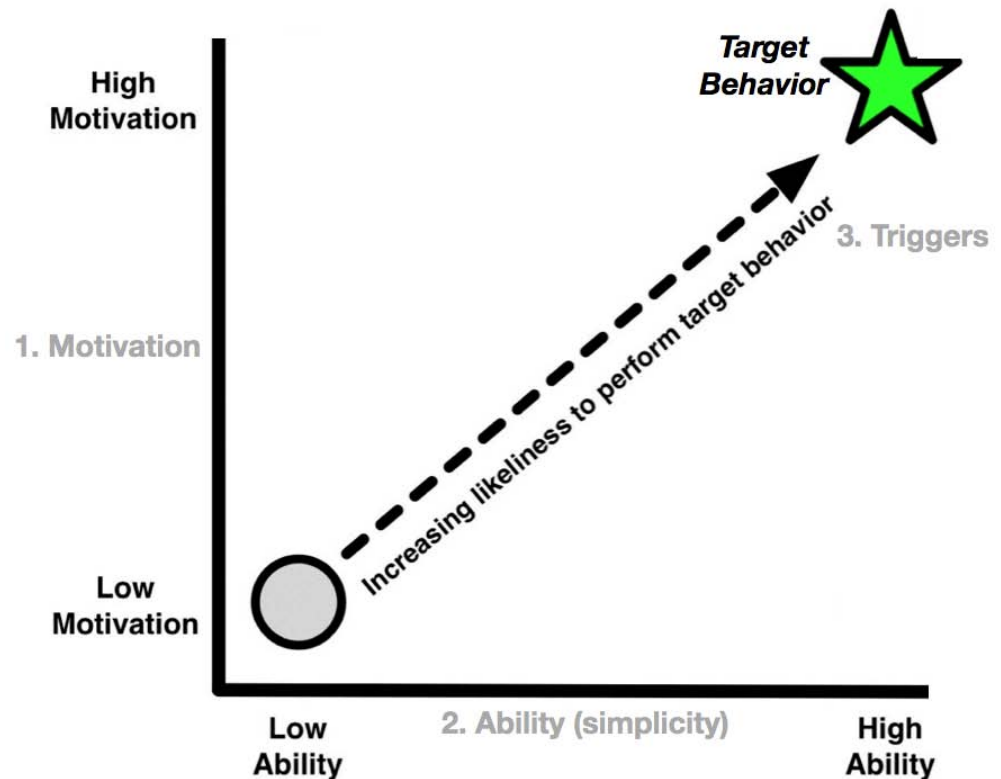 Target
Behavior
High
Motivation
3. Triggers
Increasing likeliness to perform target behavior
1. Motivation
Low
Motivation
2. Ability (simplicity)
Low
Ability
High
Ability